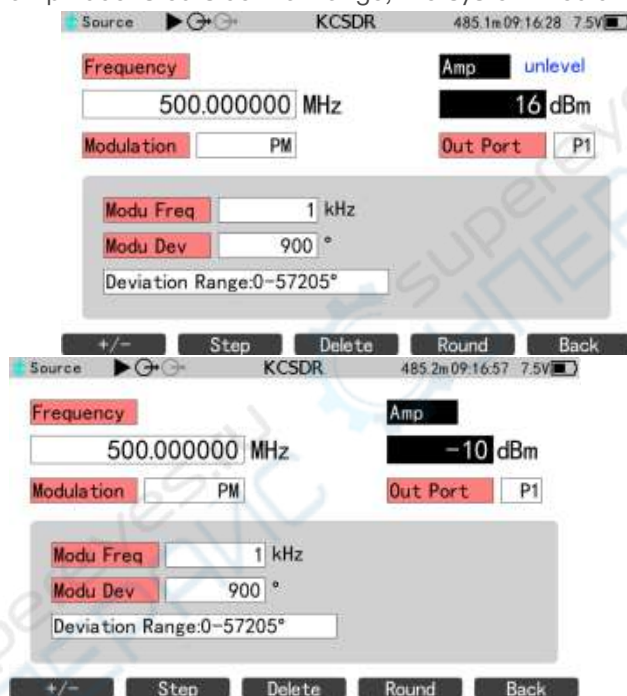 Source KCSDR 485.1m 09:16:28 7.5V
Frequency Amp unlevel
500.000000 MHz 16 dBm
Modulation PM Out Port P1
Modu Freq 1 kHz
Modu Dev 900 °
Deviation Range:0-57205°
+/- Step Delete Round Back
Source KCSDR 485.2m 09:16:57 7.5V
Frequency Amp
500.000000 MHz -10 dBm
Modulation PM Out Port P1
Modu Freq 1 kHz
Modu Dev 900 °
Deviation Range:0-57205°
+/- Step Delete Round Back